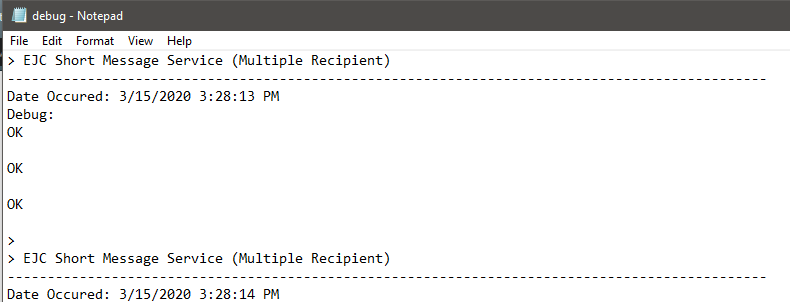 debug - Notepad
File Edit Format View Help
> EJC Short Message Service (Multiple Recipient)
-----------------------------------------------------------------------------------------------
Date Occured: 3/15/2020 3:28:13 PM
Debug:
OK
OK
OK
>
> EJC Short Message Service (Multiple Recipient)
-----------------------------------------------------------------------------------------------
Date Occured: 3/15/2020 3:28:14 PM